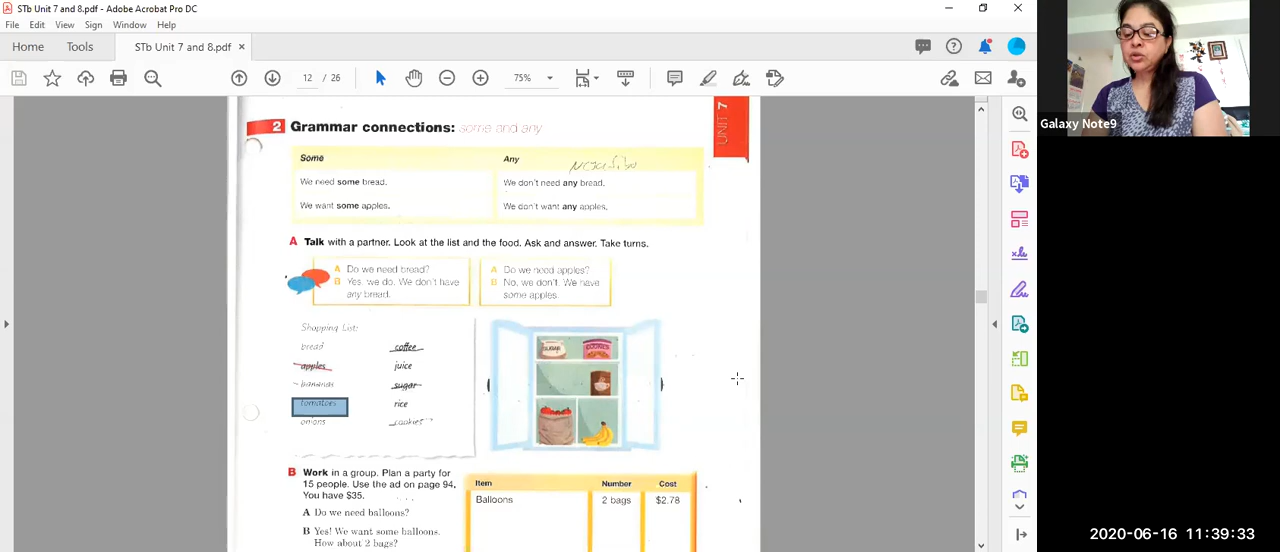 STb Unit 7 and 8.pdf - Adobe Acrobat Pro DC
File Edit View Sign Window Help
Home Tools STb Unit 7 and 8.pdf ×
12 / 26 75%
UNIT 7
2 Grammar connections: some and any
Some Any
We need some bread. We don't need any bread.
We want some apples. We don't want any apples.
A Talk with a partner. Look at the list and the food. Ask and answer. Take turns.
A Do we need bread?
B Yes, we do. We don't have
any bread.
A Do we need apples?
B No, we don't. We have
some apples.
Shopping List:
bread coffee
apples juice
bananas sugar
tomatoes rice
onions cookies
SUGAR COOKIES
B Work in a group. Plan a party for
15 people. Use the ad on page 94.
You have $35.
A Do we need balloons?
B Yes! We want some balloons.
How about 2 bags?
Item Number Cost
Balloons 2 bags $2.78
Galaxy Note9
2020-06-16 11:39:33